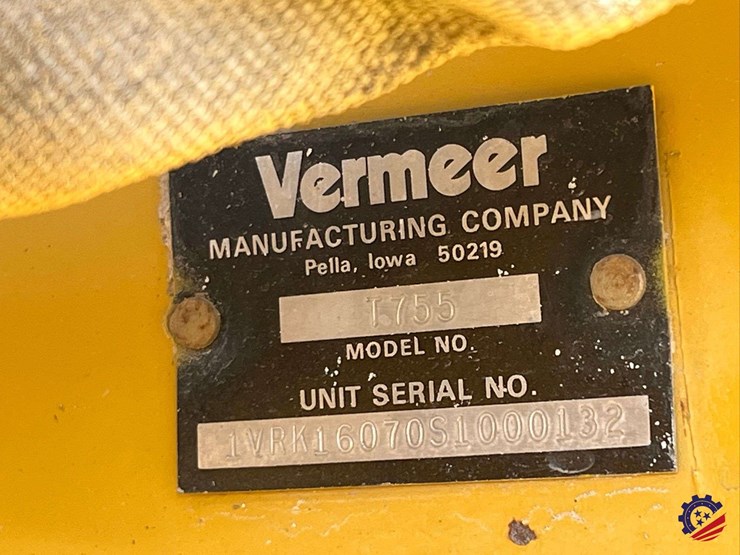 Vermeer
MANUFACTURING COMPANY
Pella, Iowa 50219
T755
MODEL NO.
UNIT SERIAL NO.
1VRK16070S1000132